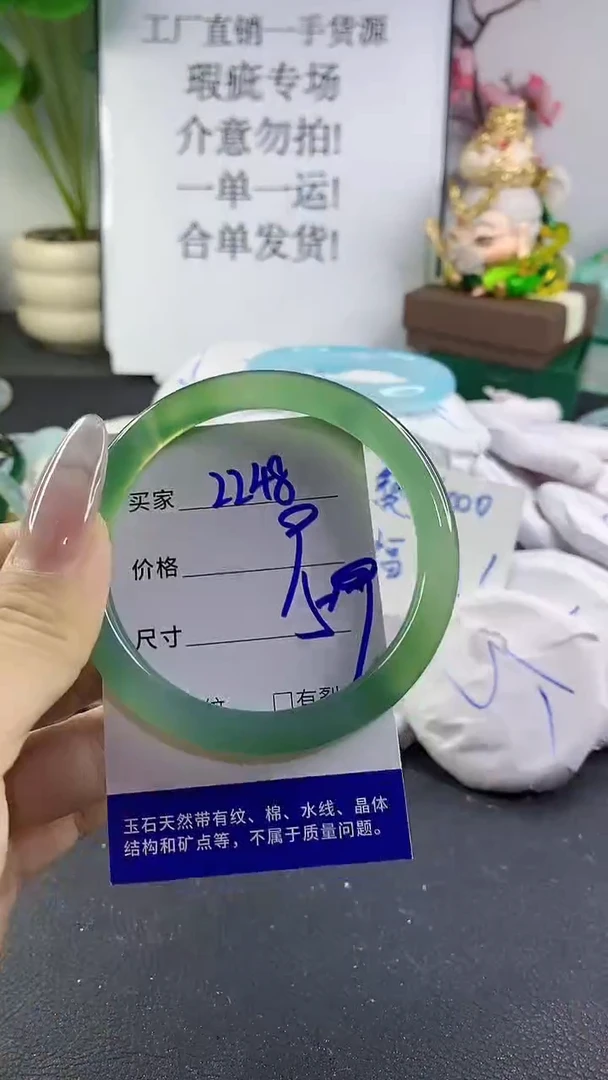 工厂直销一手货源
瑕疵专场
介意勿拍!
一单一运!
合单发货!
买家 2248
价格
尺寸
纹 □有裂
玉石天然带有纹、棉、水线、晶体
结构和矿点等，不属于质量问题。